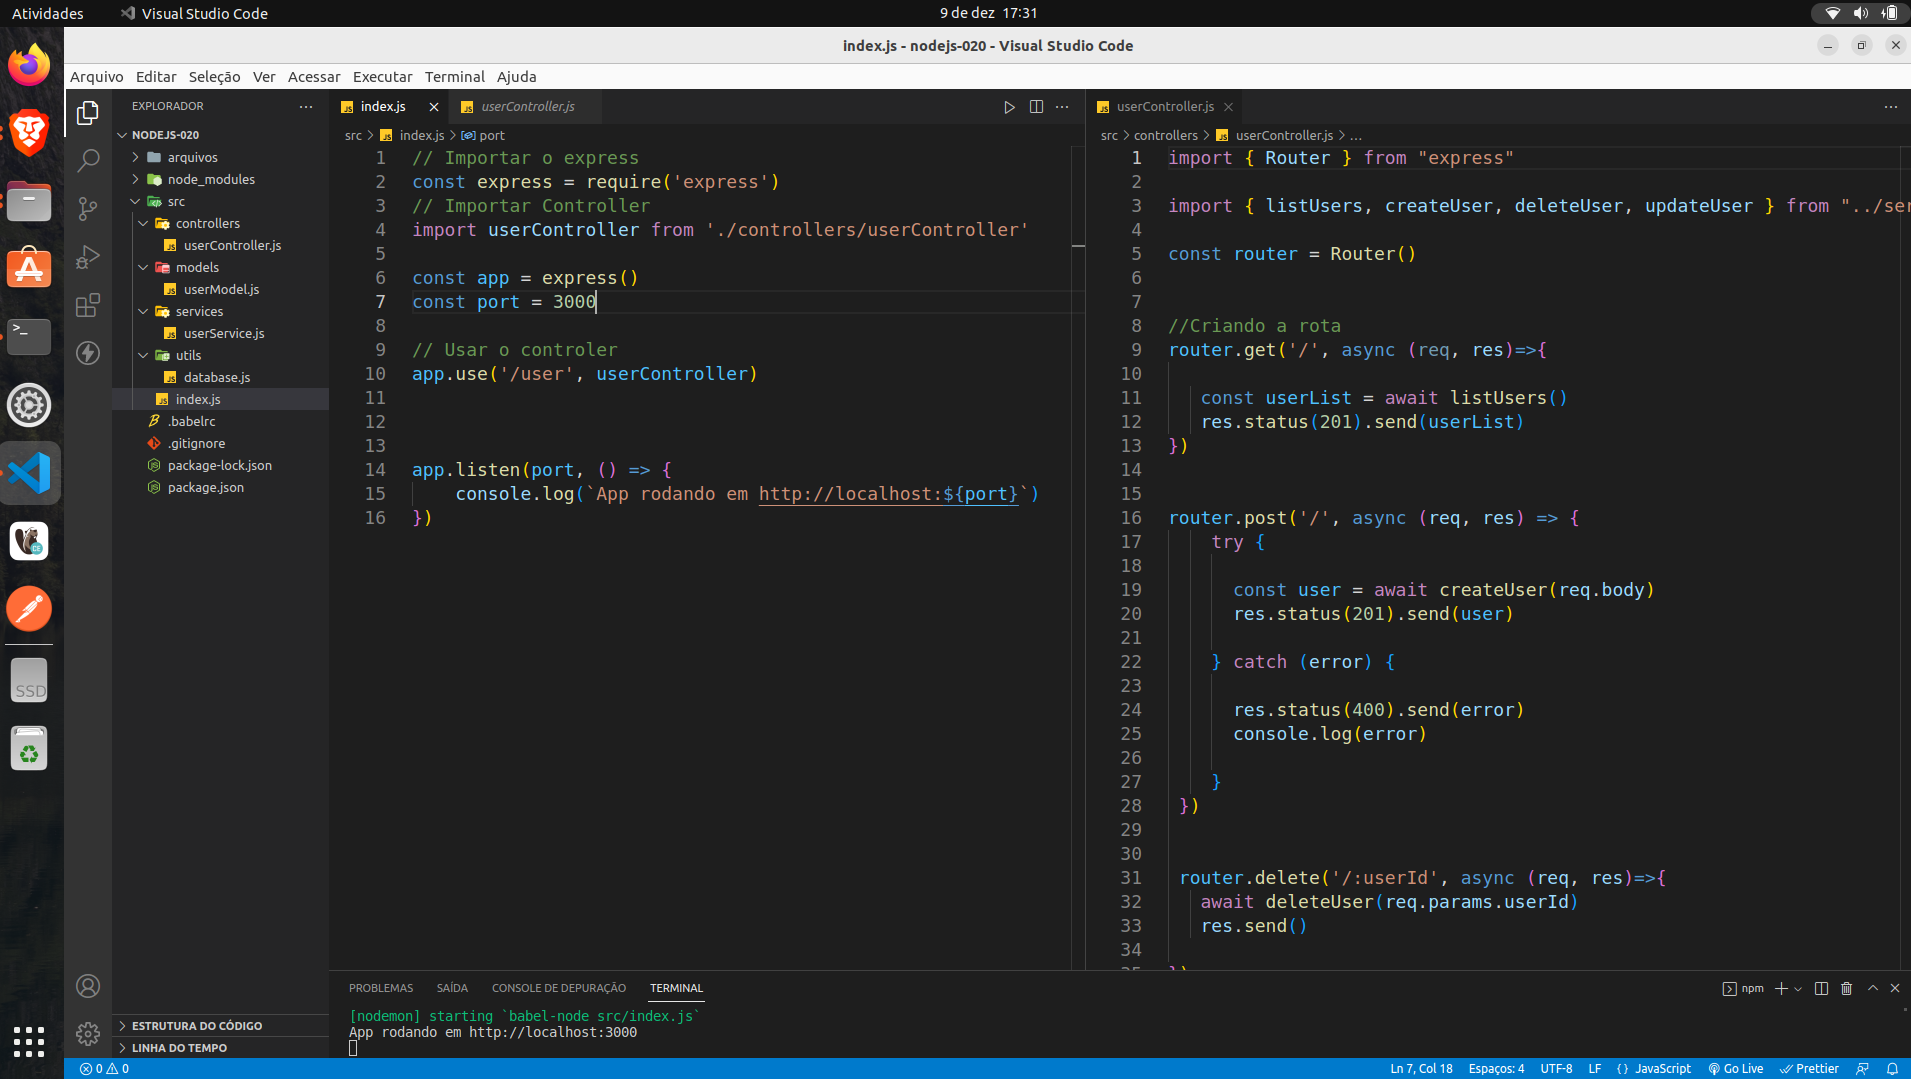 Atividades
Visual Studio Code
9 de dez 17:31
index.js - nodejs-020 - Visual Studio Code
Arquivo Editar Seleção Ver Acessar Executar Terminal Ajuda
EXPLORADOR
NODEJS-020
arquivos
node_modules
src
controllers
userController.js
models
userModel.js
services
userService.js
utils
database.js
index.js
.babelrc
.gitignore
package-lock.json
package.json
ESTRUTURA DO CÓDIGO
LINHA DO TEMPO
SSD
index.js
userController.js
src > index.js > port
1 // Importar o express
2 const express = require('express')
3 // Importar Controller
4 import userController from './controllers/userController'
5
6 const app = express()
7 const port = 3000
8
9 // Usar o controler
10 app.use('/user', userController)
11
12
13
14 app.listen(port, () => {
15 console.log(`App rodando em http://localhost:${port}`)
16 })
userController.js
src > controllers > userController.js > ...
1 import { Router } from "express"
2
3 import { listUsers, createUser, deleteUser, updateUser } from "../ser
4
5 const router = Router()
6
7
8 //Criando a rota
9 router.get('/', async (req, res)=>{
10
11 const userList = await listUsers()
12 res.status(201).send(userList)
13 })
14
15
16 router.post('/', async (req, res) => {
17 try {
18
19 const user = await createUser(req.body)
20 res.status(201).send(user)
21
22 } catch (error) {
23
24 res.status(400).send(error)
25 console.log(error)
26
27 }
28 })
29
30
31 router.delete('/:userId', async (req, res)=>{
32 await deleteUser(req.params.userId)
33 res.send()
34
35 })
PROBLEMAS SAÍDA CONSOLE DE DEPURAÇÃO TERMINAL
npm
[nodemon] starting `babel-node src/index.js`
App rodando em http://localhost:3000
0 0
Ln 7, Col 18 Espaços: 4 UTF-8 LF {} JavaScript Go Live Prettier